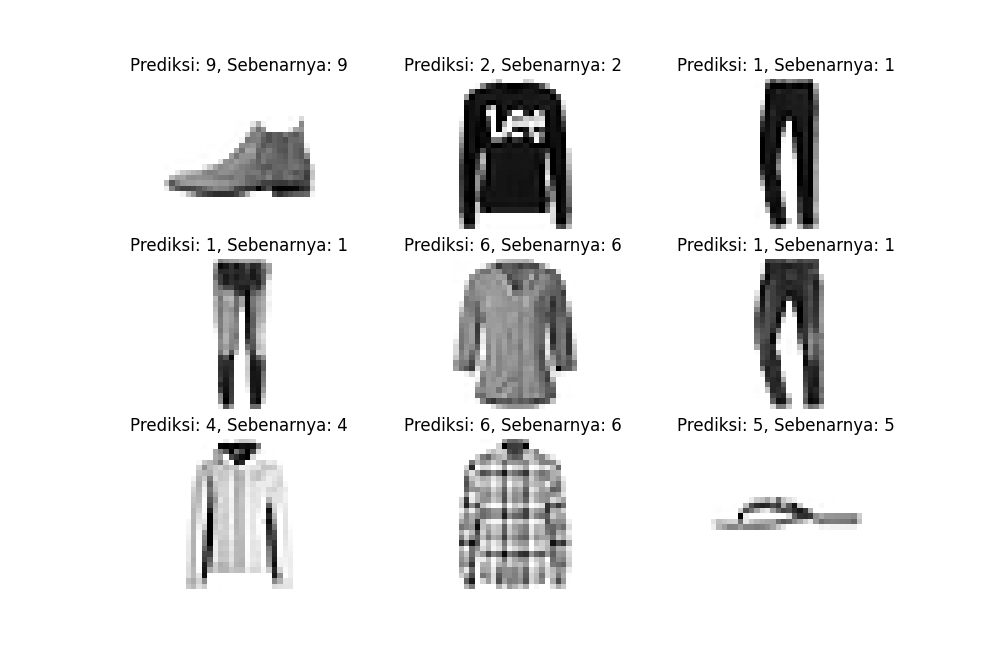 Prediksi: 9, Sebenarnya: 9
Prediksi: 2, Sebenarnya: 2
Prediksi: 1, Sebenarnya: 1
Lee
Prediksi: 1, Sebenarnya: 1
Prediksi: 6, Sebenarnya: 6
Prediksi: 1, Sebenarnya: 1
Prediksi: 4, Sebenarnya: 4
Prediksi: 6, Sebenarnya: 6
Prediksi: 5, Sebenarnya: 5